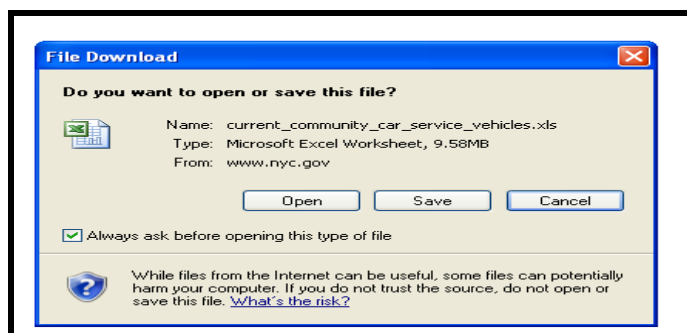 File Download
Do you want to open or save this file?
Name: current_community_car_service_vehicles.xls
Type: Microsoft Excel Worksheet, 9.58MB
From: www.nyc.gov
Open Save Cancel
Always ask before opening this type of file
While files from the Internet can be useful, some files can potentially
harm your computer. If you do not trust the source, do not open or
save this file. What's the risk?